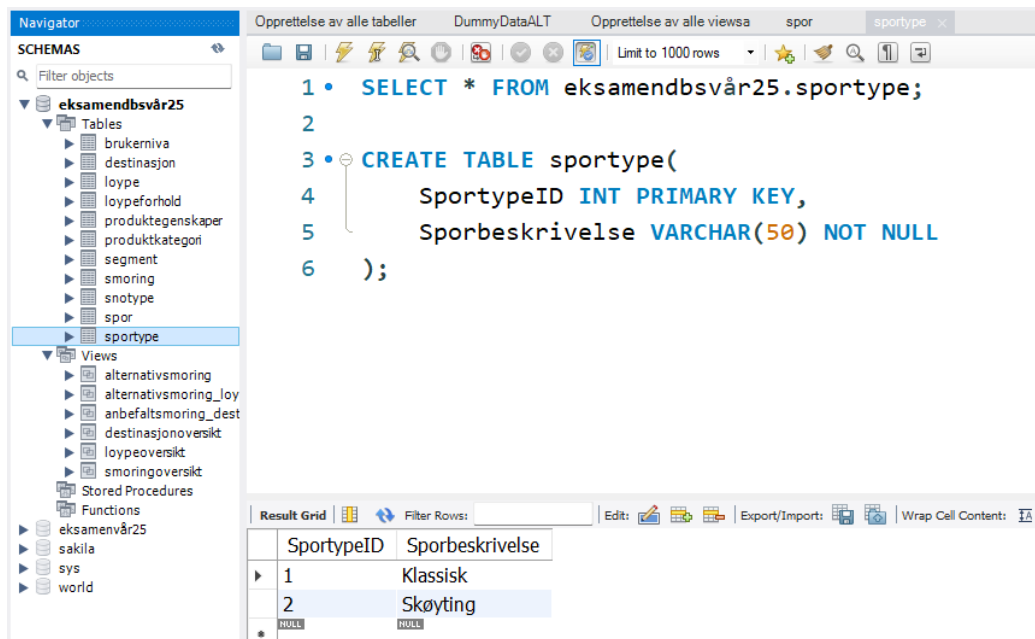 Navigator
SCHEMAS
Filter objects
eksamendbsvår25
Tables
brukerniva
destinasjon
loype
loypeforhold
produktegenskaper
produktkategori
segment
smoring
snotype
spor
sportype
Views
alternativsmoring
alternativsmoring_loy
anbefaltsmoring_dest
destinasjonoversikt
loypeoversikt
smoringoversikt
Stored Procedures
Functions
eksamenvår25
sakila
sys
world
Opprettelse av alle tabeller DummyDataALT Opprettelse av alle viewsa spor sportype
Limit to 1000 rows
1 SELECT * FROM eksamendbsvår25.sportype;
2
3 CREATE TABLE sportype(
4 SportypeID INT PRIMARY KEY,
5 Sporbeskrivelse VARCHAR(50) NOT NULL
6 );
Result Grid Filter Rows: Edit: Export/Import: Wrap Cell Content:
SportypeID Sporbeskrivelse
1 Klassisk
2 Skøyting
NULL NULL